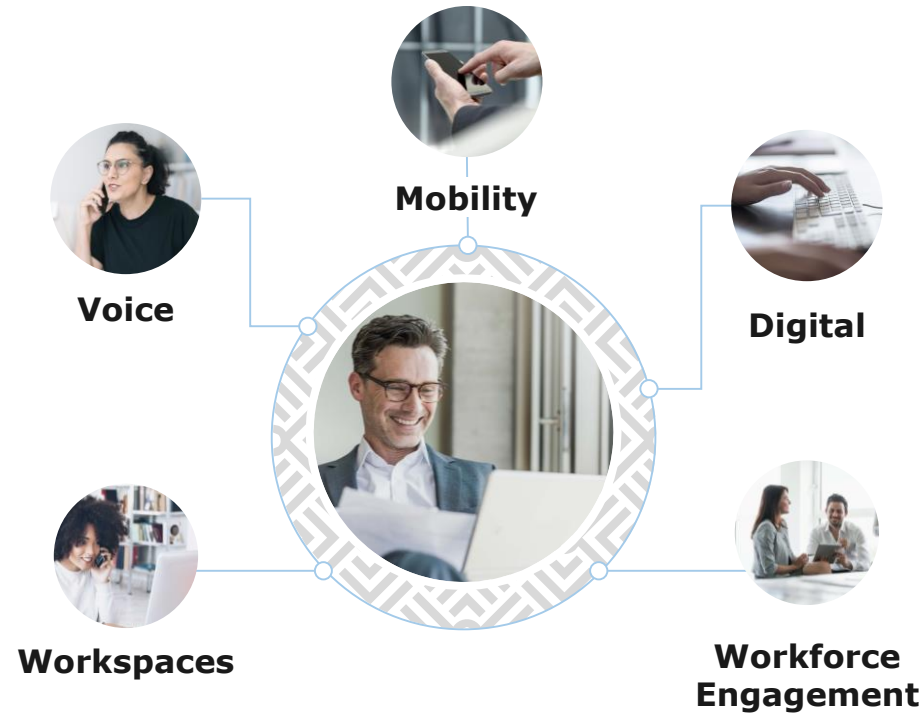 Mobility
Voice
Digital
Workspaces
Workforce
Engagement